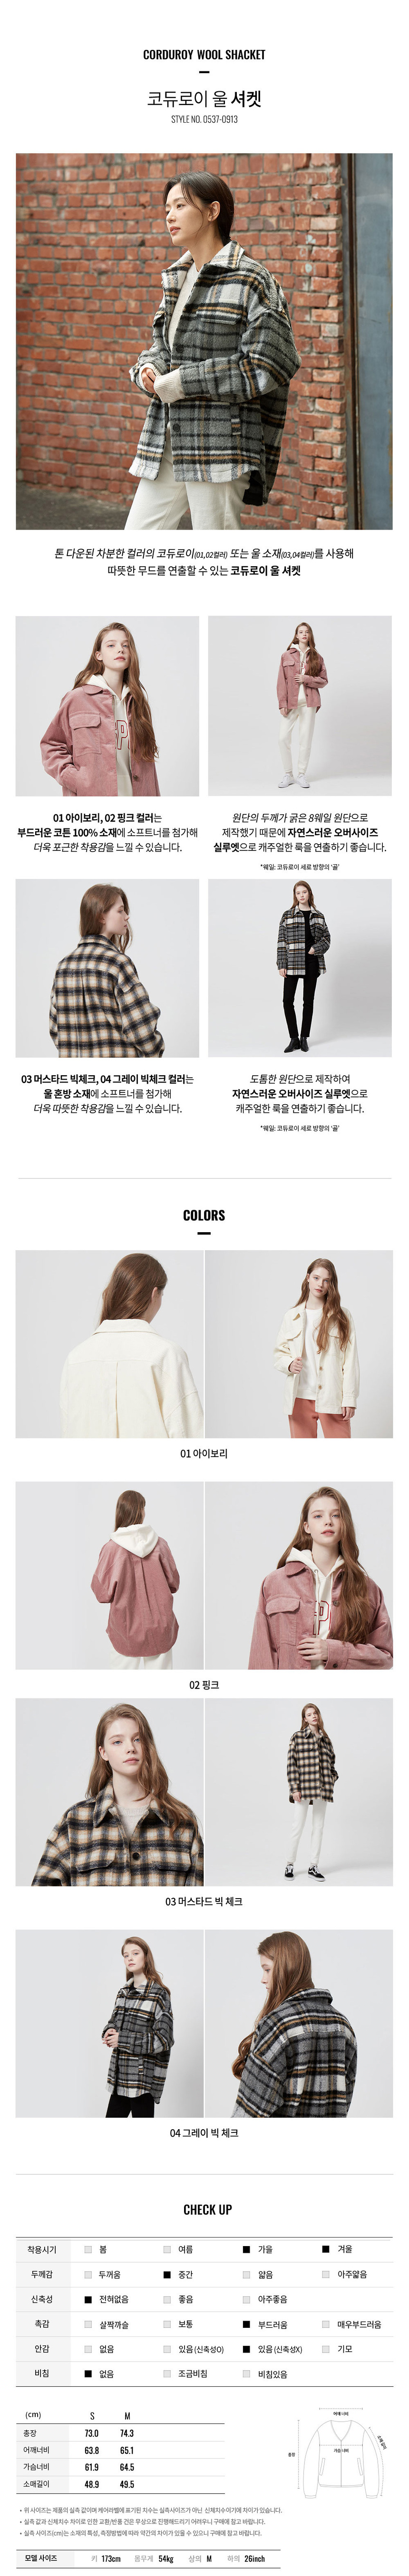 CORDUROY WOOL SHACKET
코듀로이 울 셔켓
STYLE NO. 0537-0913
톤 다운된 차분한 컬러의 코듀로이(01,02컬러) 또는 울 소재(03,04컬러)를 사용해
따뜻한 무드를 연출할 수 있는 코듀로이 울 셔켓
01 아이보리, 02 핑크 컬러는
부드러운 코튼 100% 소재에 소프트너를 첨가해
더욱 포근한 착용감을 느낄 수 있습니다.
원단의 두께가 굵은 8웨일 원단으로
제작했기 때문에 자연스러운 오버사이즈
실루엣으로 캐주얼한 룩을 연출하기 좋습니다.
*웨일: 코듀로이 세로 방향의 '골'
03 머스타드 빅체크, 04 그레이 빅체크 컬러는
울 혼방 소재에 소프트너를 첨가해
더욱 따뜻한 착용감을 느낄 수 있습니다.
도톰한 원단으로 제작하여
자연스러운 오버사이즈 실루엣으로
캐주얼한 룩을 연출하기 좋습니다.
*웨일: 코듀로이 세로 방향의 '골'
COLORS
01 아이보리
02 핑크
03 머스타드 빅 체크
04 그레이 빅 체크
CHECK UP
착용시기 봄 여름 가을 겨울
두께감 두꺼움 중간 얇음 아주얇음
신축성 전혀없음 좋음 아주좋음
촉감 살짝까슬 보통 부드러움 매우부드러움
안감 없음 있음(신축성O) 있음(신축성X) 기모
비침 없음 조금비침 비침있음
(cm) S M
총장 73.0 74.3
어깨너비 63.8 65.1
가슴너비 61.9 64.5
소매길이 48.9 49.5
어깨너비
가슴너비
총장
소매길이
• 위 사이즈는 제품의 실측 값이며 케어라벨에 표기된 치수는 실측사이즈가 아닌 신체치수이기에 차이가 있습니다.
• 실측 값과 신체치수 차이로 인한 교환/반품 건은 무상으로 진행해드리기 어려우니 구매에 참고 바랍니다.
• 실측 사이즈(cm)는 소재의 특성, 측정방법에 따라 약간의 차이가 있을 수 있으니 구매에 참고 바랍니다.
모델 사이즈 키 173cm 몸무게 54kg 상의 M 하의 26inch